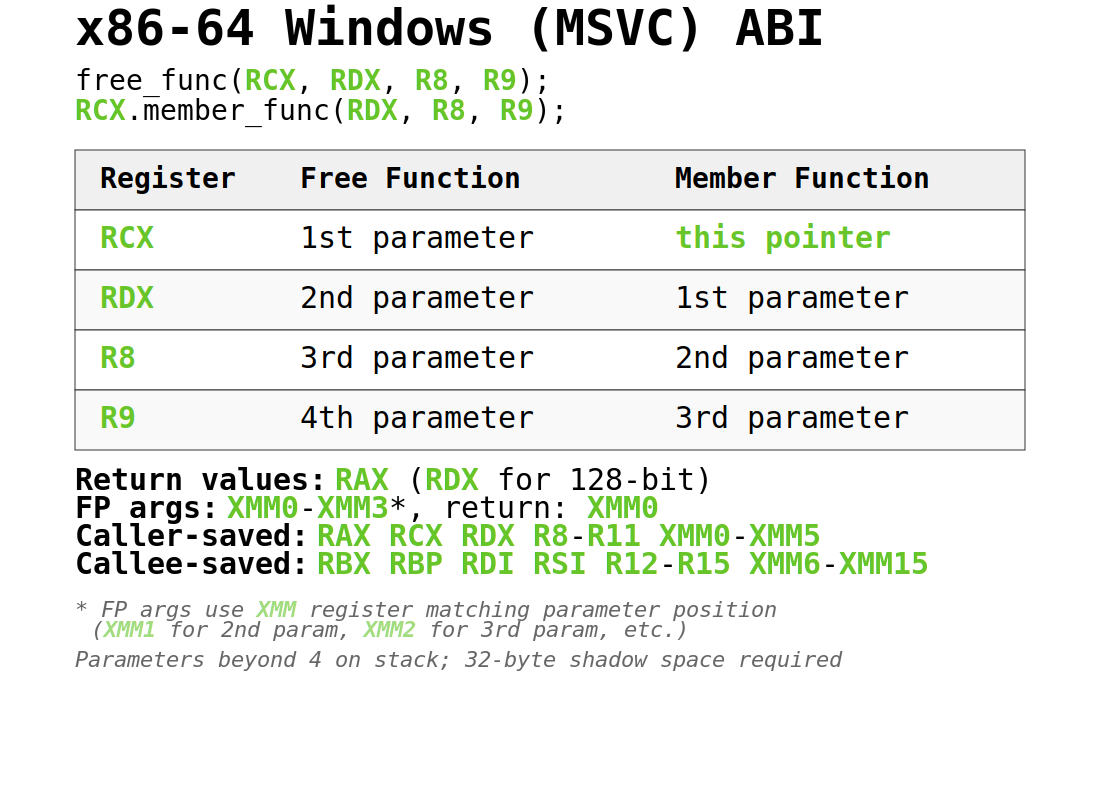 x86-64 Windows (MSVC) ABI
free_func(RCX, RDX, R8, R9);
RCX.member_func(RDX, R8, R9);
Register Free Function Member Function
RCX 1st parameter this pointer
RDX 2nd parameter 1st parameter
R8 3rd parameter 2nd parameter
R9 4th parameter 3rd parameter
Return values: RAX (RDX for 128-bit)
FP args: XMM0-XMM3*, return: XMM0
Caller-saved: RAX RCX RDX R8-R11 XMM0-XMM5
Callee-saved: RBX RBP RDI RSI R12-R15 XMM6-XMM15
* FP args use XMM register matching parameter position
(XMM1 for 2nd param, XMM2 for 3rd param, etc.)
Parameters beyond 4 on stack; 32-byte shadow space required